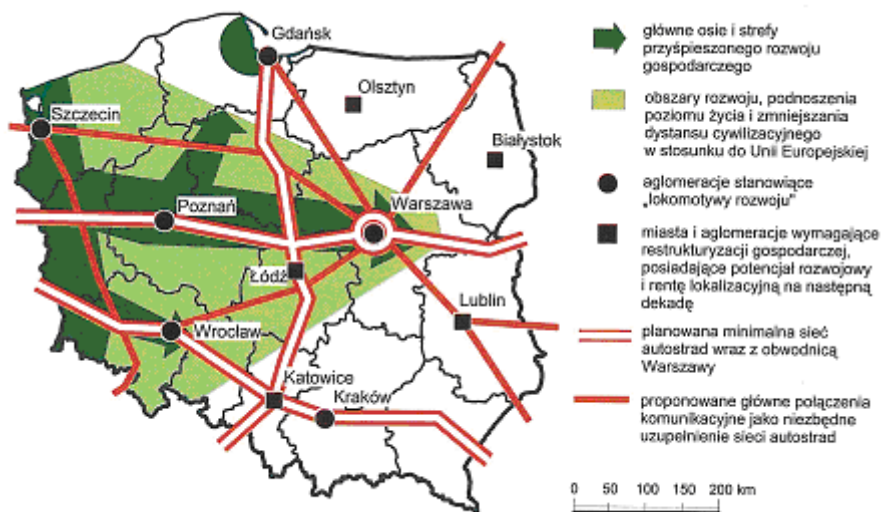 Gdańsk
Olsztyn
Szczecin
Białystok
Poznań
Warszawa
Łódź
Lublin
Wrocław
Katowice
Kraków
główne osie i strefy
przyśpieszonego rozwoju
gospodarczego
obszary rozwoju, podnoszenia
poziomu życia i zmniejszania
dystansu cywilizacyjnego
w stosunku do Unii Europejskiej
aglomeracje stanowiące
„lokomotywy rozwoju"
miasta i aglomeracje wymagające
restrukturyzacji gospodarczej,
posiadające potencjał rozwojowy
i rentę lokalizacyjną na następną
dekadę
planowana minimalna sieć
autostrad wraz z obwodnicą
Warszawy
proponowane główne połączenia
komunikacyjne jako niezbędne
uzupełnienie sieci autostrad
0 50 100 150 200 km